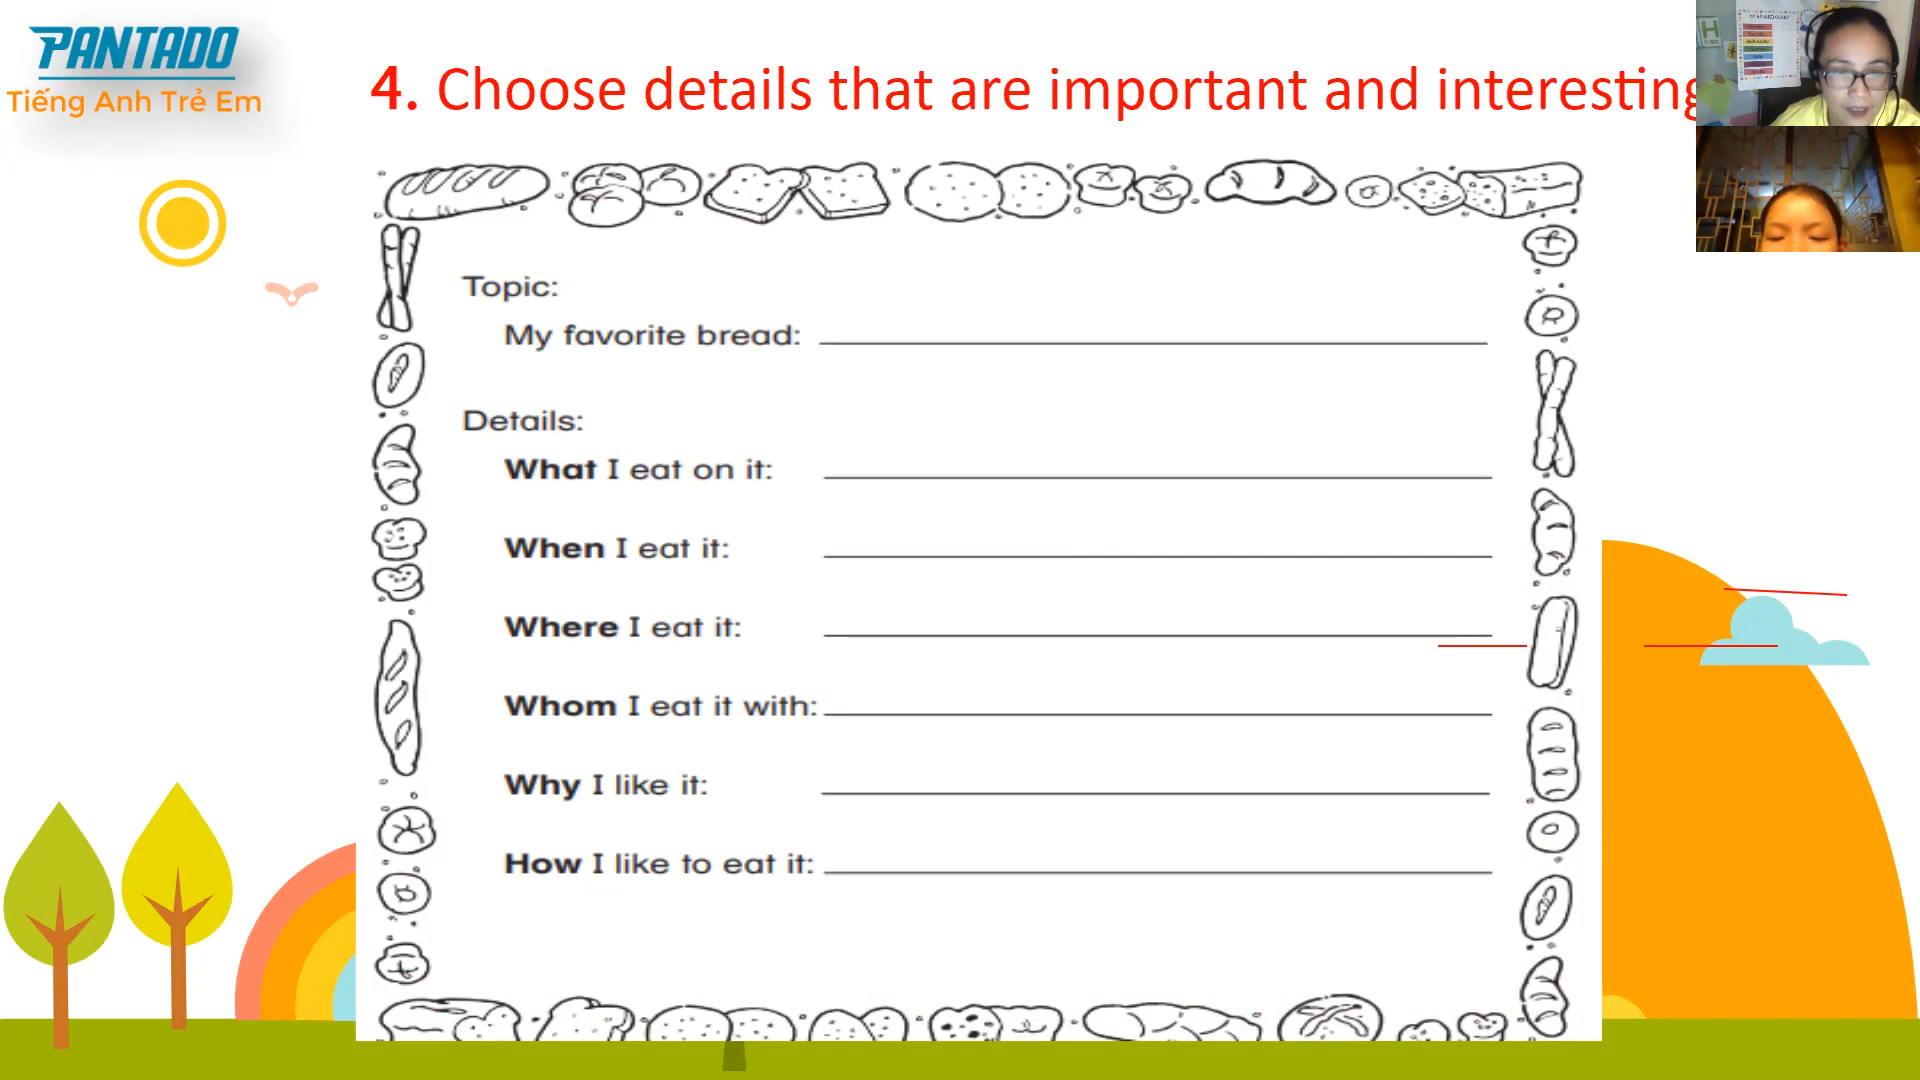 PANTADO
Tiếng Anh Trẻ Em
4. Choose details that are important and interesting
Topic:
My favorite bread:
Details:
What I eat on it:
When I eat it:
Where I eat it:
Whom I eat it with:
Why I like it:
How I like to eat it: